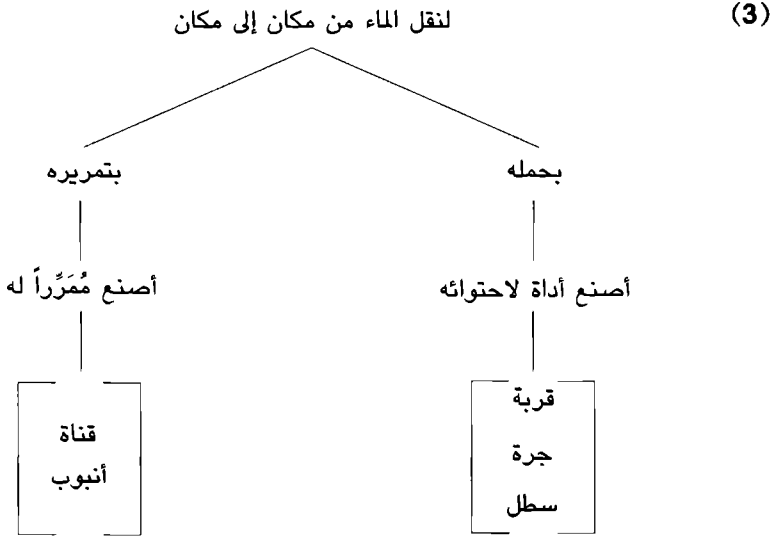 (3)
لنقل الماء من مكان إلى مكان
بحمله
بتمريره
أصنع أداة لاحتوائه
أصنع مُمَرِّراً له
قربة
جرة
سطل
قناة
أنبوب